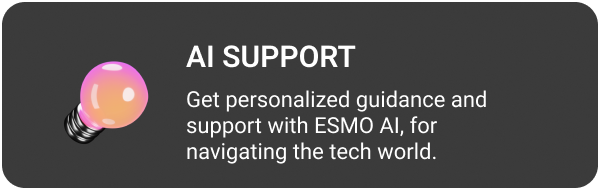 AI SUPPORT
Get personalized guidance and
support with ESMO AI, for
navigating the tech world.